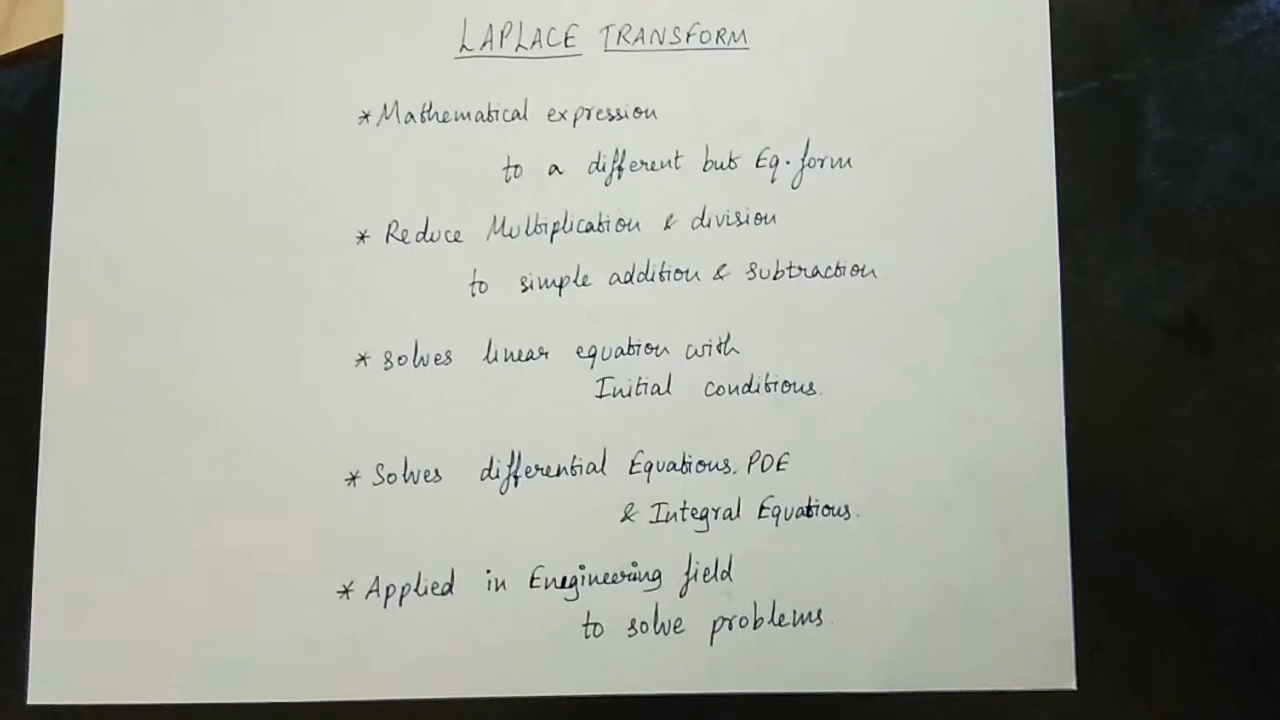 LAPLACE TRANSFORM
* Mathematical expression
to a different but Eq. form
* Reduce Multiplication & division
to simple addition & subtraction
* solves linear equation with
Initial conditions.
* Solves differential Equations. PDE
& Integral Equations.
* Applied in Enegineering field
to solve problems.